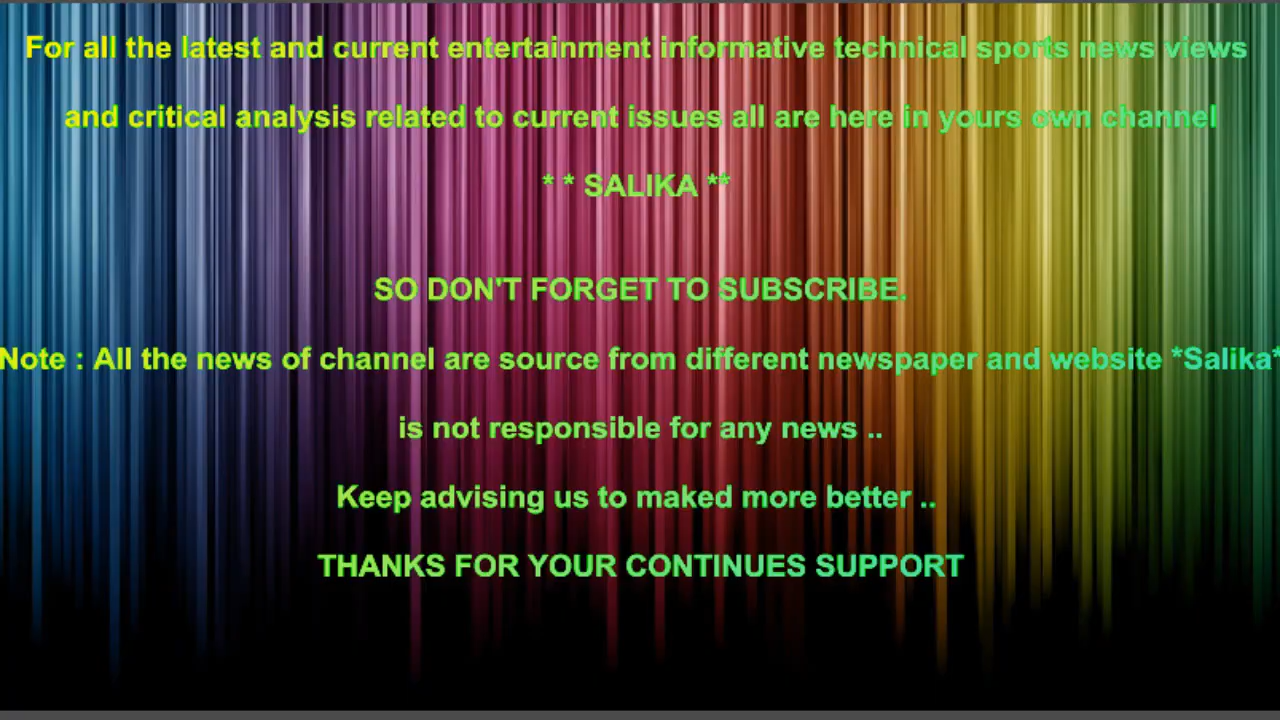 For all the latest and current entertainment informative technical sports news views
and critical analysis related to current issues all are here in yours own channel
* * SALIKA **
SO DON'T FORGET TO SUBSCRIBE.
Note : All the news of channel are source from different newspaper and website *Salika*
is not responsible for any news ..
Keep advising us to maked more better ..
THANKS FOR YOUR CONTINUES SUPPORT